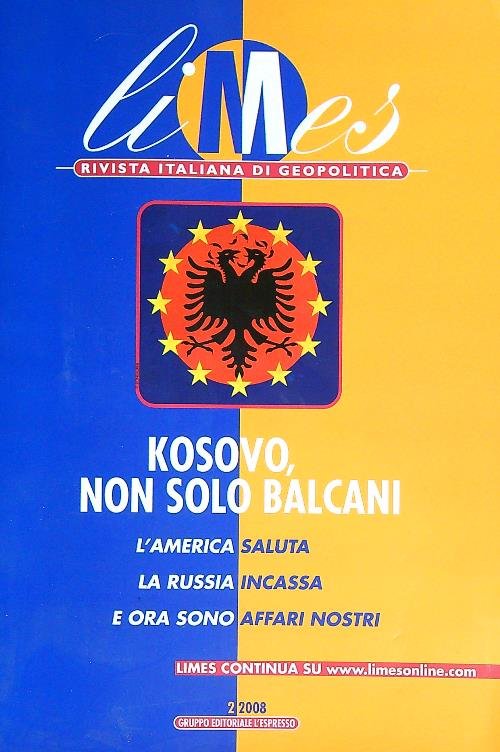 liMes
RIVISTA ITALIANA DI GEOPOLITICA
KOSOVO,
NON SOLO BALCANI
L'AMERICA SALUTA
LA RUSSIA INCASSA
E ORA SONO AFFARI NOSTRI
LIMES CONTINUA SU www.limesonline.com
2 2008
GRUPPO EDITORIALE L'ESPRESSO